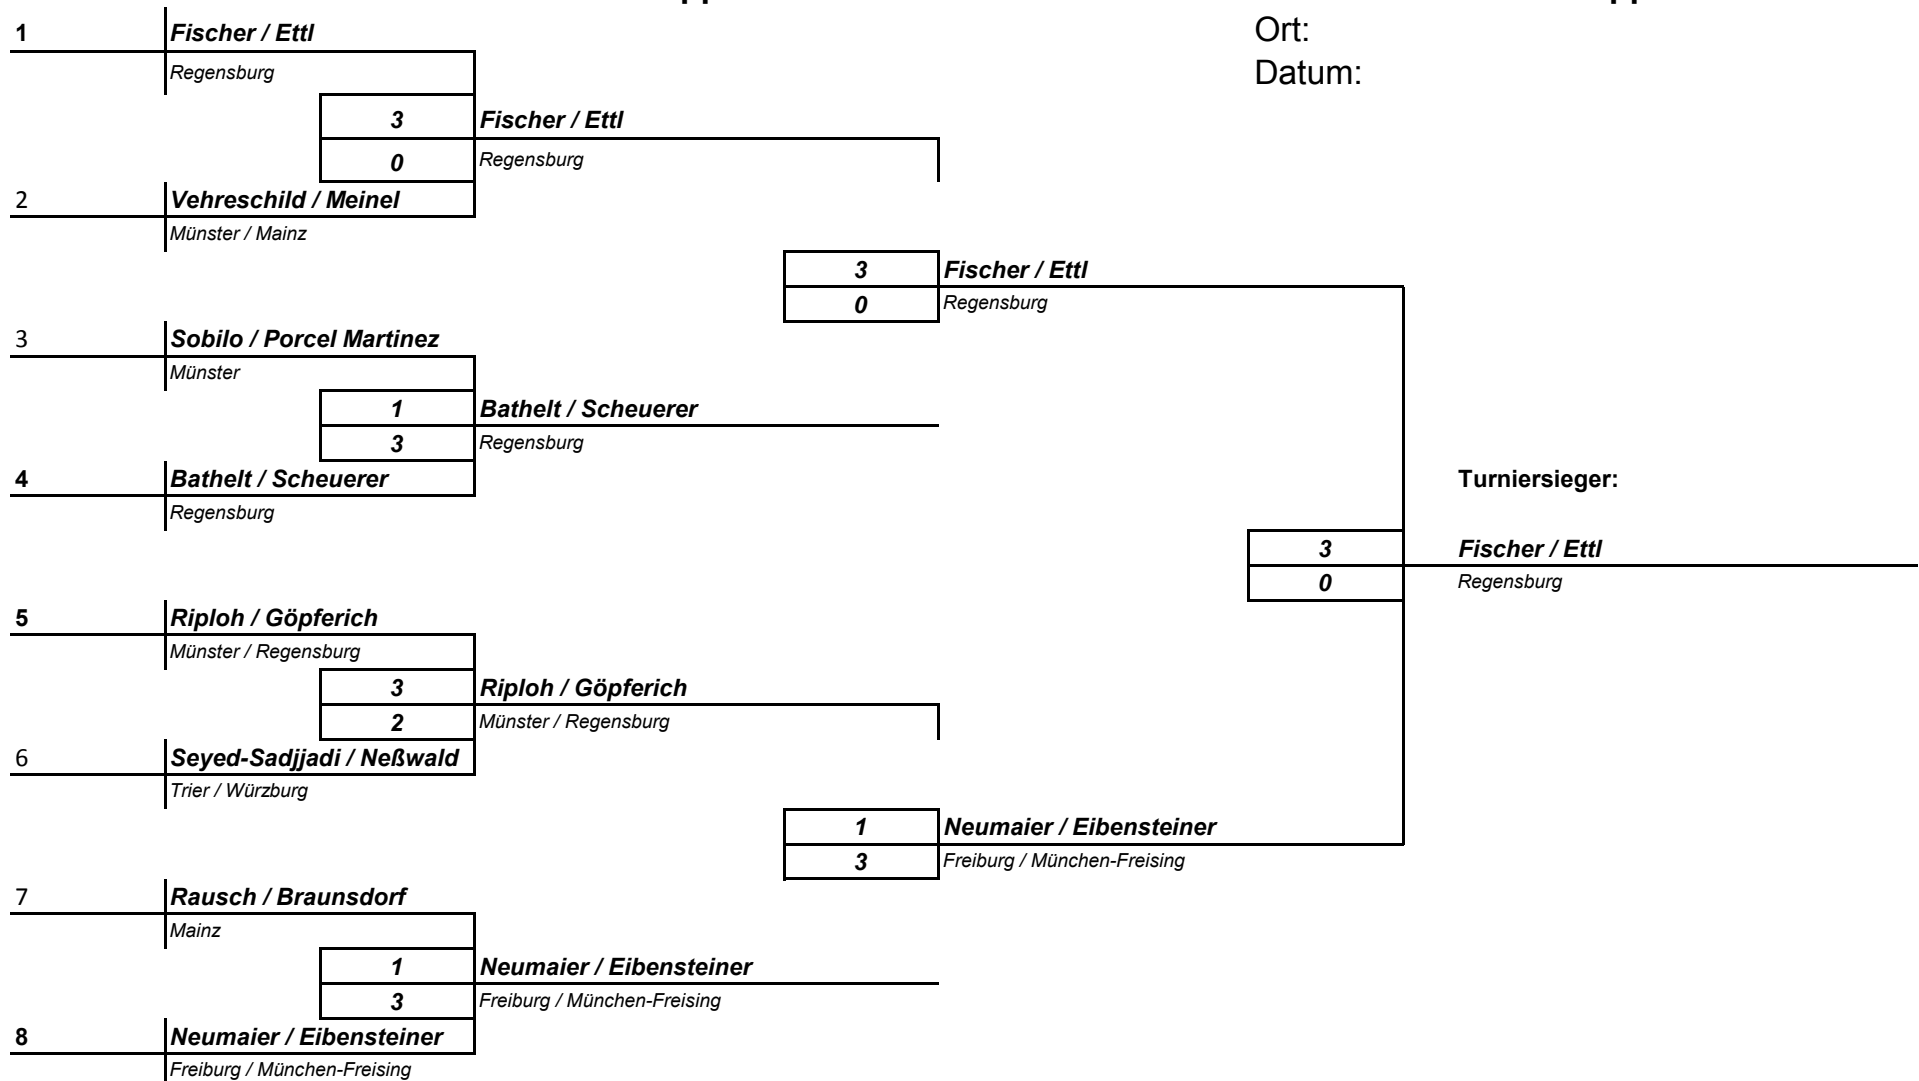 Ort:
Datum:
1 Fischer / Ettl
Regensburg
3 Fischer / Ettl
0 Regensburg
2 Vehreschild / Meinel
Münster / Mainz
3 Fischer / Ettl
0 Regensburg
3 Sobilo / Porcel Martinez
Münster
1 Bathelt / Scheuerer
3 Regensburg
4 Bathelt / Scheuerer
Regensburg
Turniersieger:
3 Fischer / Ettl
0 Regensburg
5 Riploh / Göpferich
Münster / Regensburg
3 Riploh / Göpferich
2 Münster / Regensburg
6 Seyed-Sadjjadi / Neßwald
Trier / Würzburg
1 Neumaier / Eibensteiner
3 Freiburg / München-Freising
7 Rausch / Braunsdorf
Mainz
1 Neumaier / Eibensteiner
3 Freiburg / München-Freising
8 Neumaier / Eibensteiner
Freiburg / München-Freising